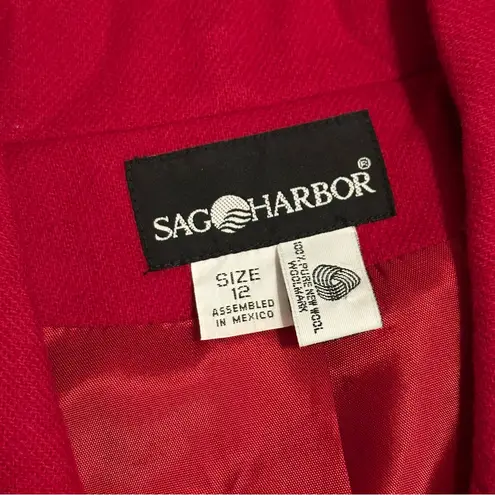 SAG HARBOR®
SIZE
12
ASSEMBLED
IN MEXICO
100% PURE NEW WOOL
WOOLMARK